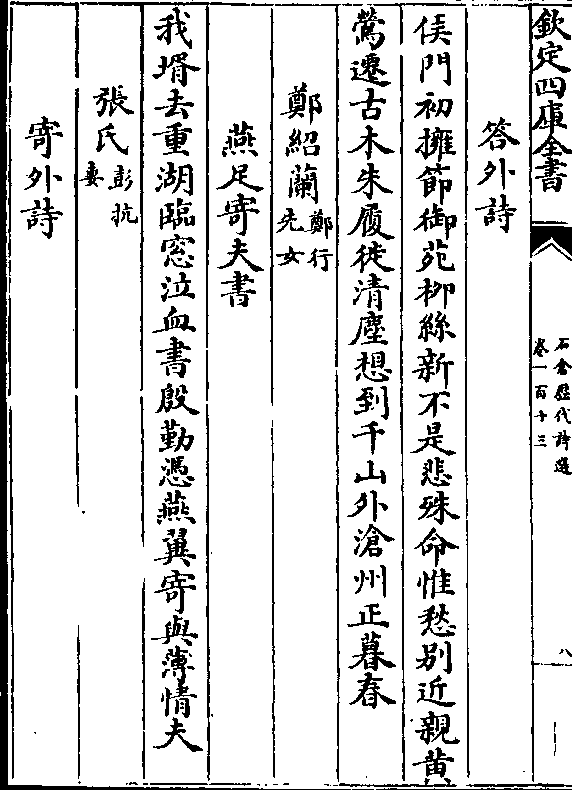 欽定四庫全書
石倉歷代詩選
卷一百十三
八
答外詩
侯門初擁節御苑柳絲新不是悲殊命惟愁别近親黄
鶯遷古木朱履徙清塵想到千山外滄州正暮春
鄭紹蘭鄭行先女
燕足寄夫書
我壻去重湖臨窓泣血書殷勤憑燕翼寄與薄情夫
張氏彭抗妻
寄外詩